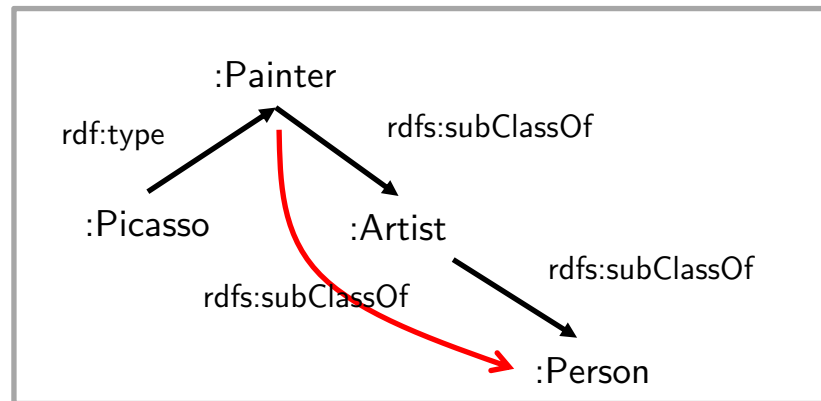 :Painter
rdf:type
rdfs:subClassOf
:Picasso
:Artist
rdfs:subClassOf
rdfs:subClassOf
:Person